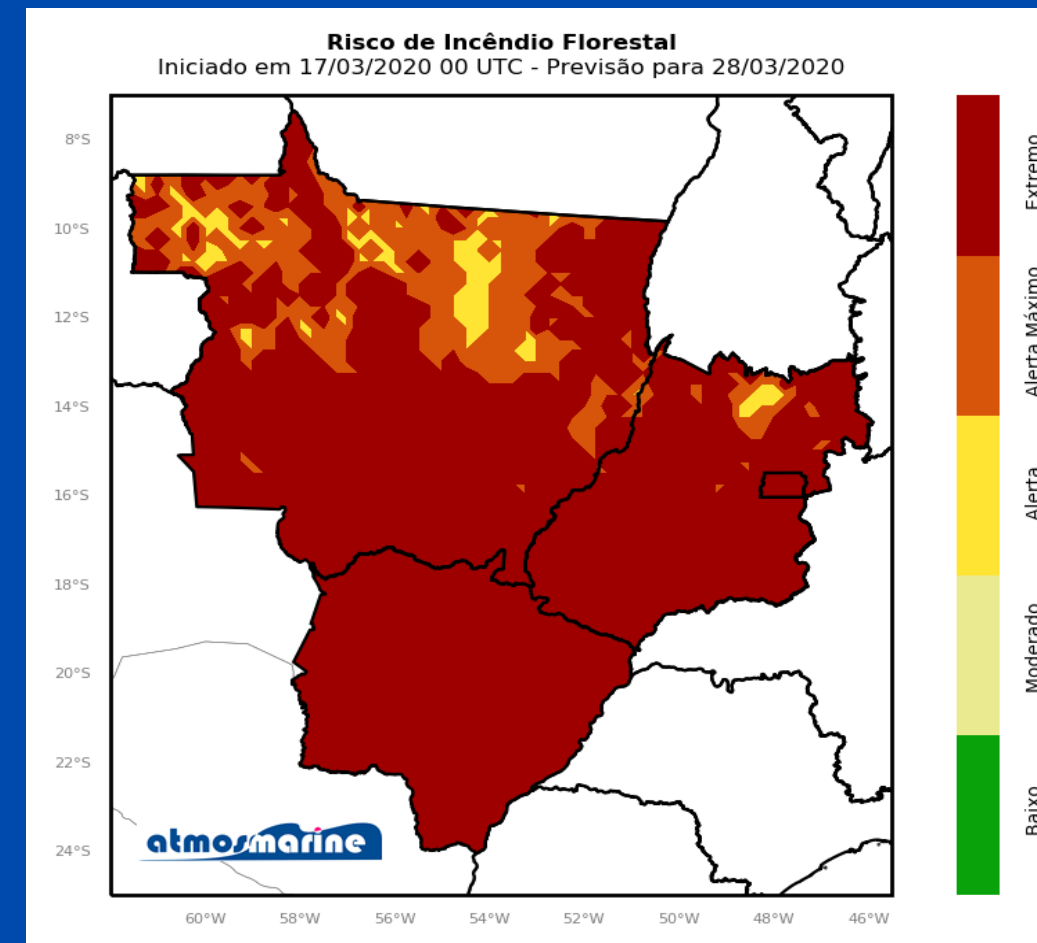 Risco de Incêndio Florestal
Iniciado em 17/03/2020 00 UTC - Previsão para 28/03/2020
8°S
10°S
12°S
14°S
16°S
18°S
20°S
22°S
24°S
60°W
58°W
56°W
54°W
52°W
50°W
48°W
46°W
atmosmarine
Extremo
Alerta Máximo
Alerta
Moderado
Baixo